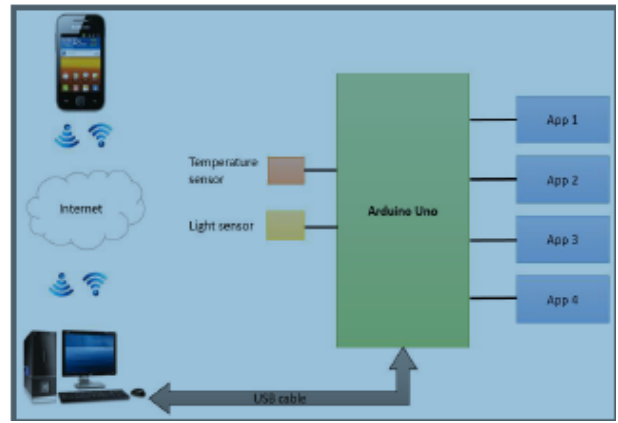 Temperature
sensor
Light sensor
Internet
Arduino Uno
App 1
App 2
App 3
App 4
USB cable